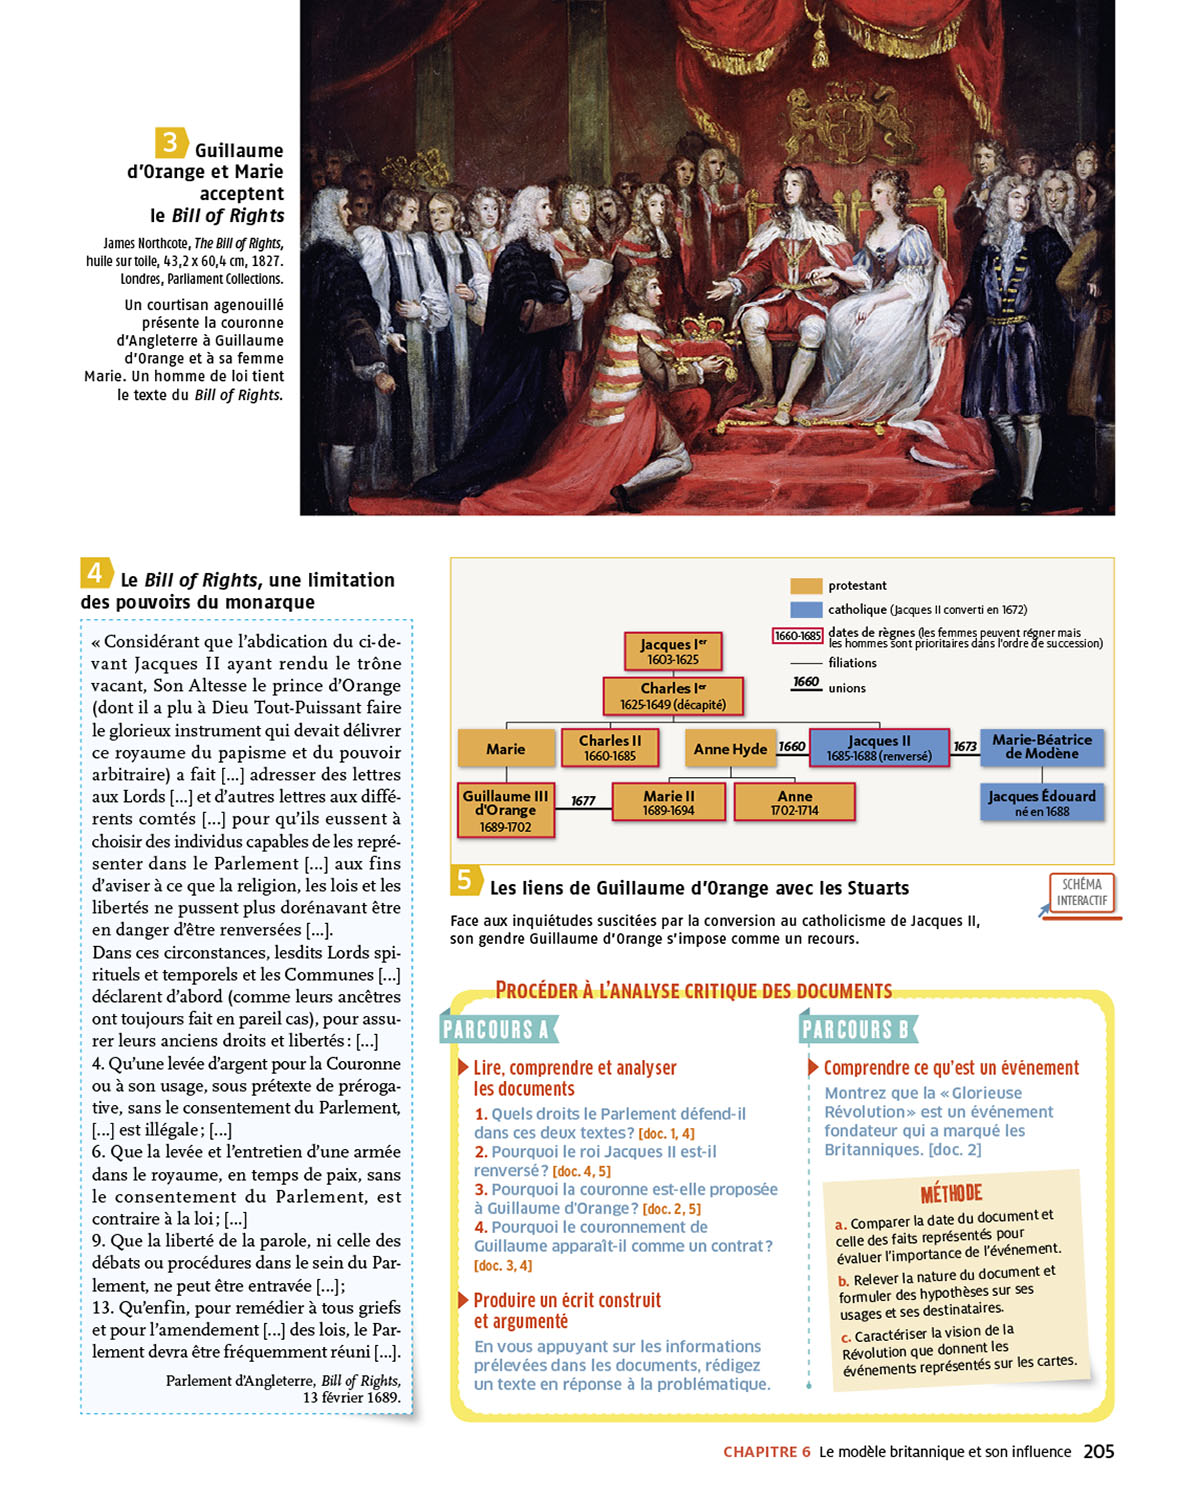 3 Guillaume
d'Orange et Marie
acceptent
le Bill of Rights
James Northcote, The Bill of Rights,
huile sur toile, 43,2 x 60,4 cm, 1827.
Londres, Parliament Collections.
Un courtisan agenouillé
présente la couronne
d'Angleterre à Guillaume
d'Orange et à sa femme
Marie. Un homme de loi tient
le texte du Bill of Rights.
4 Le Bill of Rights, une limitation
des pouvoirs du monarque
« Considérant que l'abdication du ci-de-
vant Jacques II ayant rendu le trône
vacant, Son Altesse le prince d'Orange
(dont il a plu à Dieu Tout-Puissant faire
le glorieux instrument qui devait délivrer
ce royaume du papisme et du pouvoir
arbitraire) a fait [...] adresser des lettres
aux Lords [...] et d'autres lettres aux diffé-
rents comtés [...] pour qu'ils eussent à
choisir des individus capables de les repré-
senter dans le Parlement [...] aux fins
d'aviser à ce que la religion, les lois et les
libertés ne pussent plus dorénavant être
en danger d'être renversées [...].
Dans ces circonstances, lesdits Lords spi-
rituels et temporels et les Communes [...]
déclarent d'abord (comme leurs ancêtres
ont toujours fait en pareil cas), pour assu-
rer leurs anciens droits et libertés : [...]
4. Qu'une levée d'argent pour la Couronne
ou à son usage, sous prétexte de préroga-
tive, sans le consentement du Parlement,
[...] est illégale ; [...]
6. Que la levée et l'entretien d'une armée
dans le royaume, en temps de paix, sans
le consentement du Parlement, est
contraire à la loi ; [...]
9. Que la liberté de la parole, ni celle des
débats ou procédures dans le sein du Par-
lement, ne peut être entravée [...] ;
13. Qu'enfin, pour remédier à tous griefs
et pour l'amendement [...] des lois, le Par-
lement devra être fréquemment réuni [...].
Parlement d'Angleterre, Bill of Rights,
13 février 1689.
protestant
catholique (Jacques II converti en 1672)
1660-1685 dates de règnes (les femmes peuvent régner mais
les hommes sont prioritaires dans l'ordre de succession)
filiations
1660 unions
Jacques Ier
1603-1625
Charles Ier
1625-1649 (décapité)
Marie
Charles II
1660-1685
Anne Hyde
1660
Jacques II
1685-1688 (renversé)
1673
Marie-Béatrice
de Modène
Guillaume III
d'Orange
1689-1702
1677
Marie II
1689-1694
Anne
1702-1714
Jacques Édouard
né en 1688
5 Les liens de Guillaume d'Orange avec les Stuarts
SCHÉMA
INTERACTIF
Face aux inquiétudes suscitées par la conversion au catholicisme de Jacques II,
son gendre Guillaume d'Orange s'impose comme un recours.
PROCÉDER À L'ANALYSE CRITIQUE DES DOCUMENTS
PARCOURS A
Lire, comprendre et analyser
les documents
1. Quels droits le Parlement défend-il
dans ces deux textes ? [doc. 1, 4]
2. Pourquoi le roi Jacques II est-il
renversé ? [doc. 4, 5]
3. Pourquoi la couronne est-elle proposée
à Guillaume d'Orange ? [doc. 2, 5]
4. Pourquoi le couronnement de
Guillaume apparaît-il comme un contrat ?
[doc. 3, 4]
Produire un écrit construit
et argumenté
En vous appuyant sur les informations
prélevées dans les documents, rédigez
un texte en réponse à la problématique.
PARCOURS B
Comprendre ce qu'est un événement
Montrez que la « Glorieuse
Révolution » est un événement
fondateur qui a marqué les
Britanniques. [doc. 2]
MÉTHODE
a. Comparer la date du document et
celle des faits représentés pour
évaluer l'importance de l'événement.
b. Relever la nature du document et
formuler des hypothèses sur ses
usages et ses destinataires.
c. Caractériser la vision de la
Révolution que donnent les
événements représentés sur les cartes.
CHAPITRE 6 Le modèle britannique et son influence 205